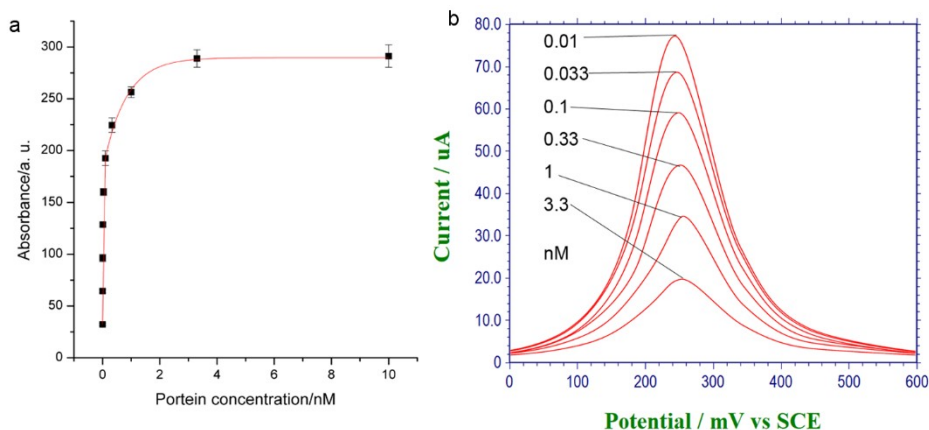 a
Absorbance/a. u.
350
300
250
200
150
100
50
0
0 2 4 6 8 10
Portein concentration/nM
b
Current / uA
80.0
70.0
60.0
50.0
40.0
30.0
20.0
10.0
0
0.01
0.033
0.1
0.33
1
3.3
nM
0 100 200 300 400 500 600
Potential / mV vs SCE